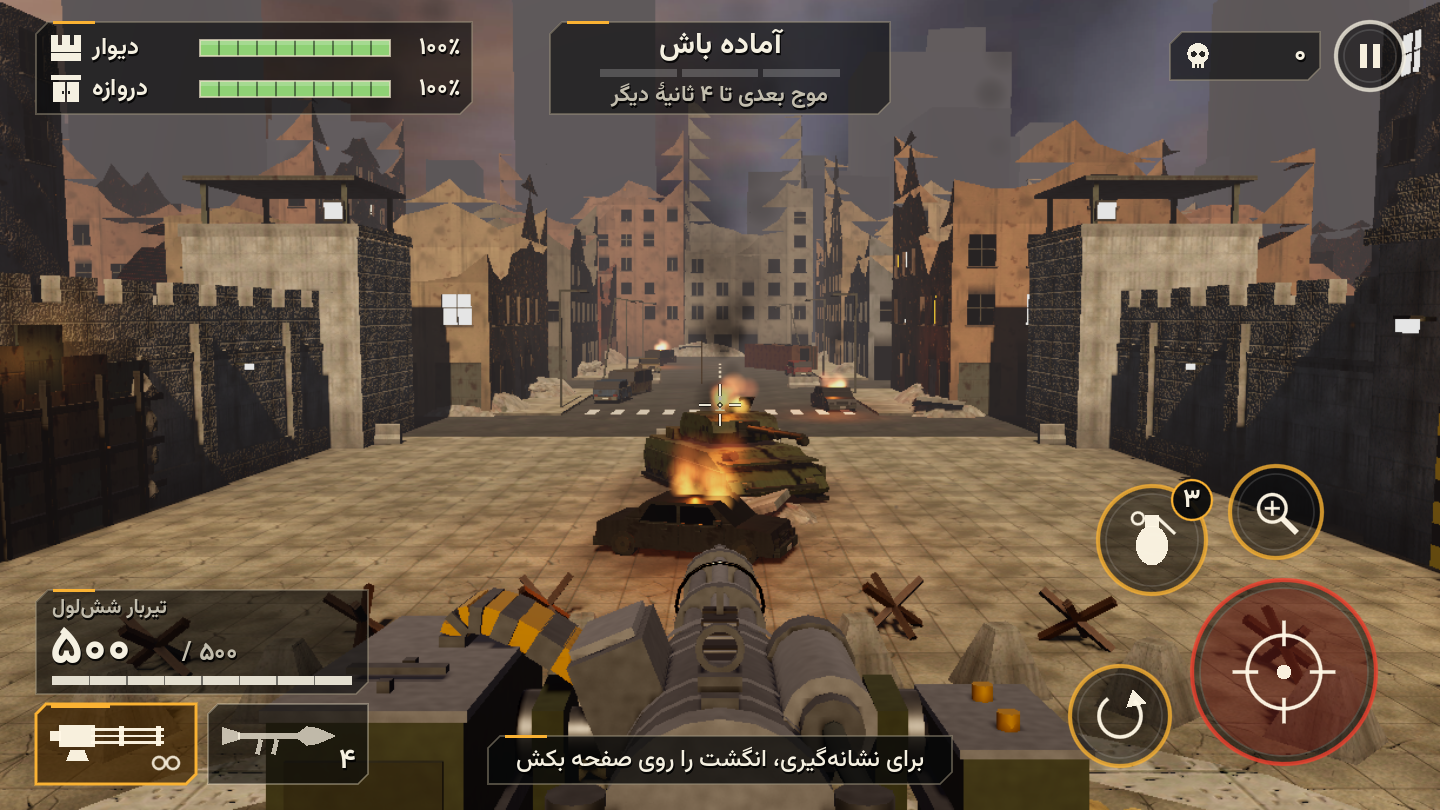 دیوار ۱۰۰٪
دروازه ۱۰۰٪
آماده باش
موج بعدی تا ۴ ثانیهٔ دیگر
۰
۳
تیربار شش‌لول
۵۰۰ / ۵۰۰
∞
۴
برای نشانه‌گیری، انگشت را روی صفحه بکش